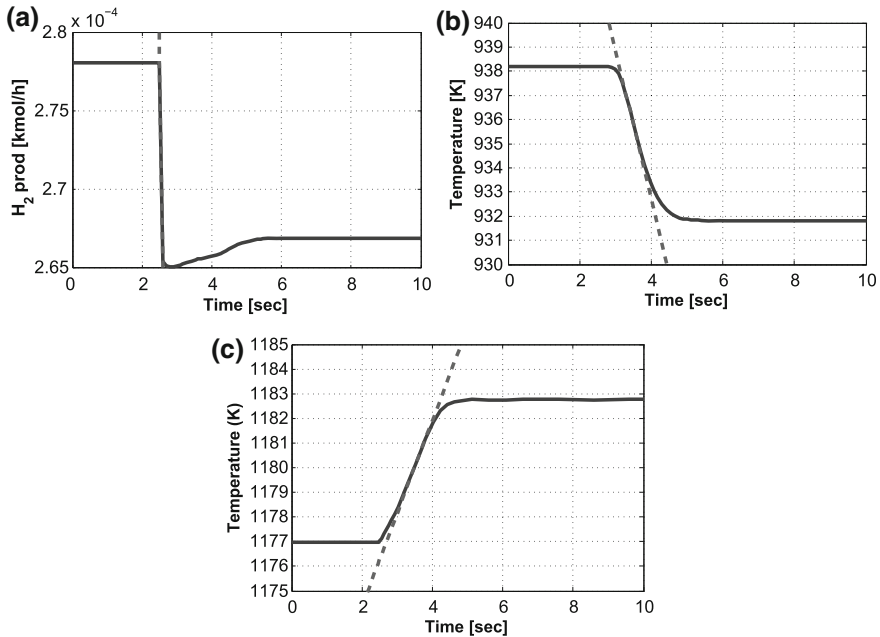 (a)
2.8 x 10⁻⁴
2.75
2.7
2.65
H₂ prod [kmol/h]
0 2 4 6 8 10
Time [sec]
(b)
940
939
938
937
936
935
934
933
932
931
930
Temperature [K]
0 2 4 6 8 10
Time [sec]
(c)
1185
1184
1183
1182
1181
1180
1179
1178
1177
1176
1175
Temperature (K)
0 2 4 6 8 10
Time [sec]